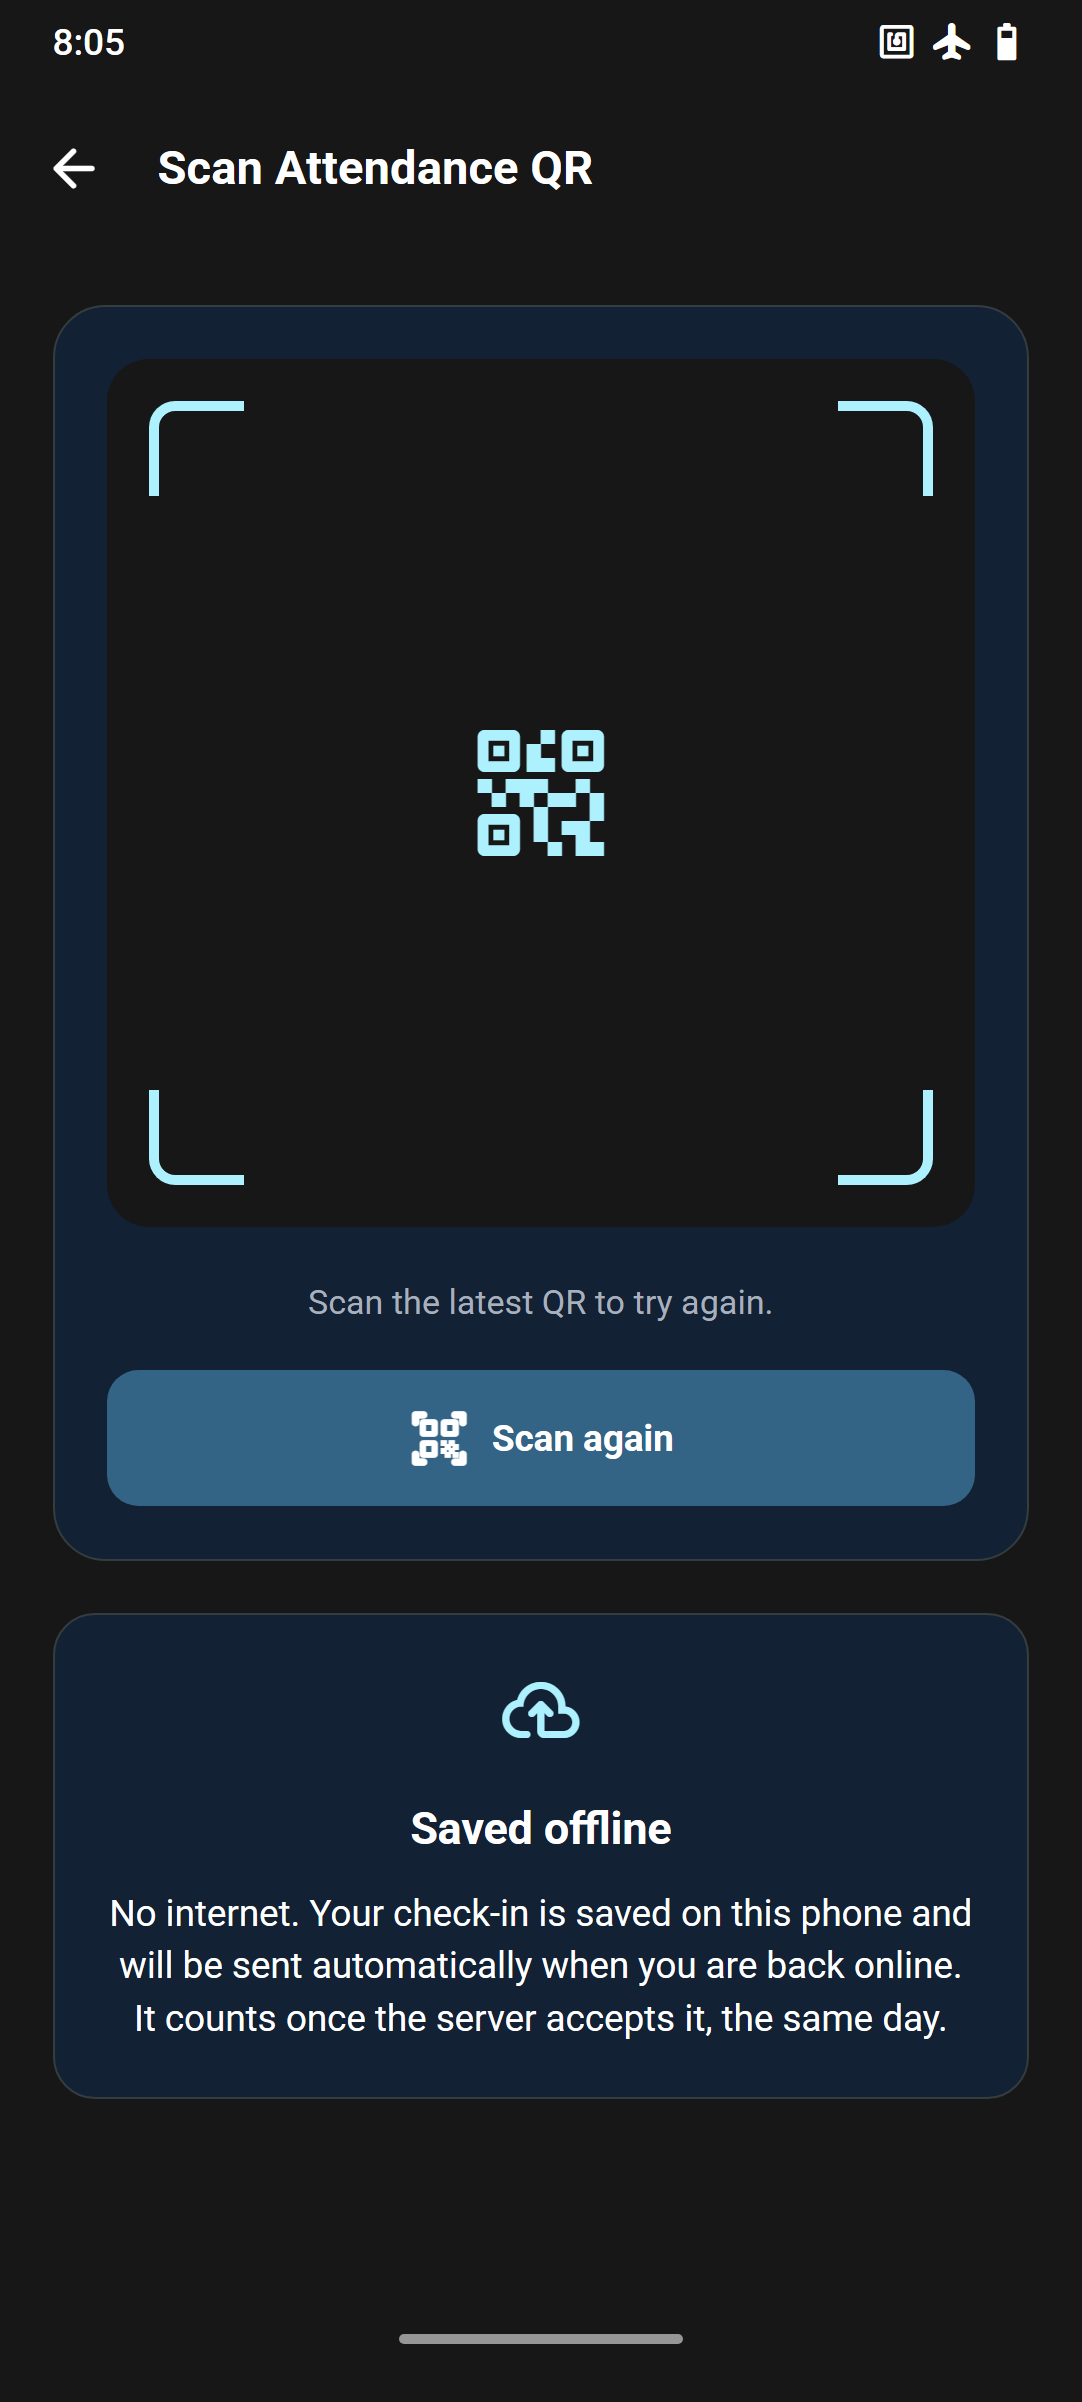 8:05
Scan Attendance QR
Scan the latest QR to try again.
Scan again
Saved offline
No internet. Your check-in is saved on this phone and
will be sent automatically when you are back online.
It counts once the server accepts it, the same day.